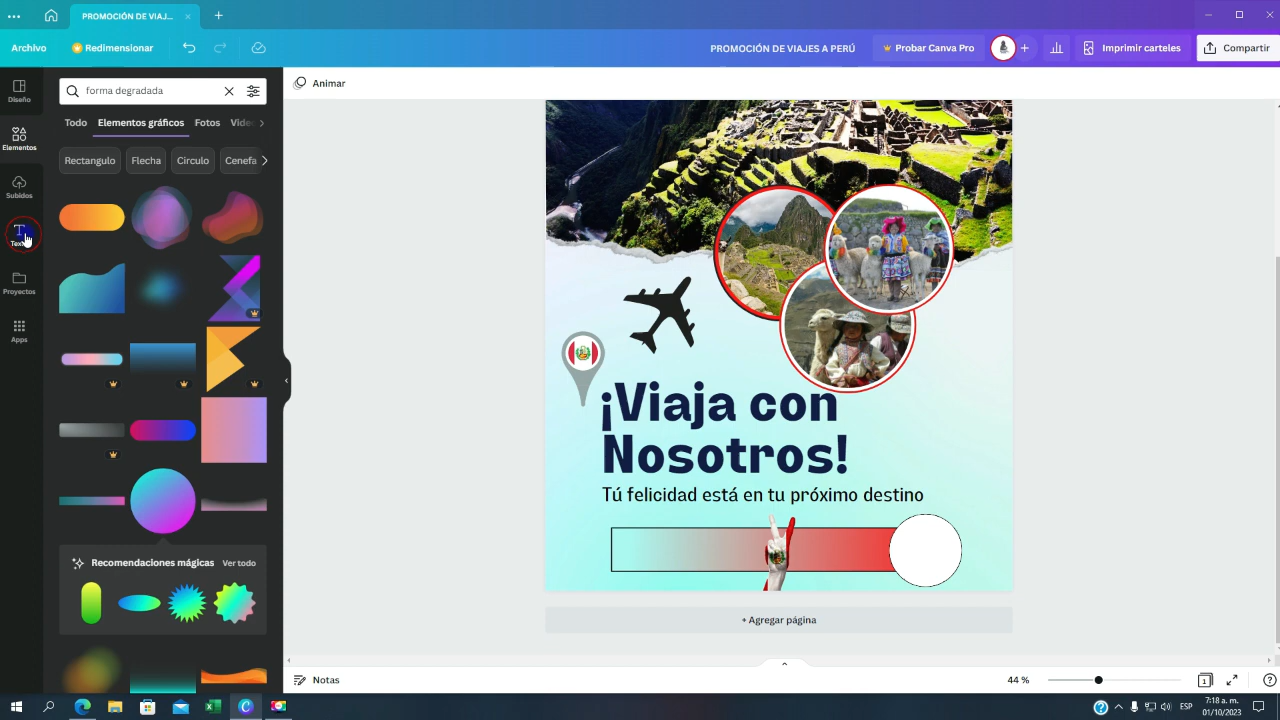 PROMOCIÓN DE VIAJ...
Archivo
Redimensionar
PROMOCIÓN DE VIAJES A PERÚ
Probar Canva Pro
Imprimir carteles
Compartir
Diseño
Elementos
Subidos
Texto
Proyectos
Apps
forma degradada
Todo
Elementos gráficos
Fotos
Rectangulo
Flecha
Circulo
Cenefa
Recomendaciones mágicas
Ver todo
Animar
¡Viaja con
Nosotros!
Tú felicidad está en tu próximo destino
+ Agregar página
Notas
44 %
1
ESP
7:18 a. m.
01/10/2023